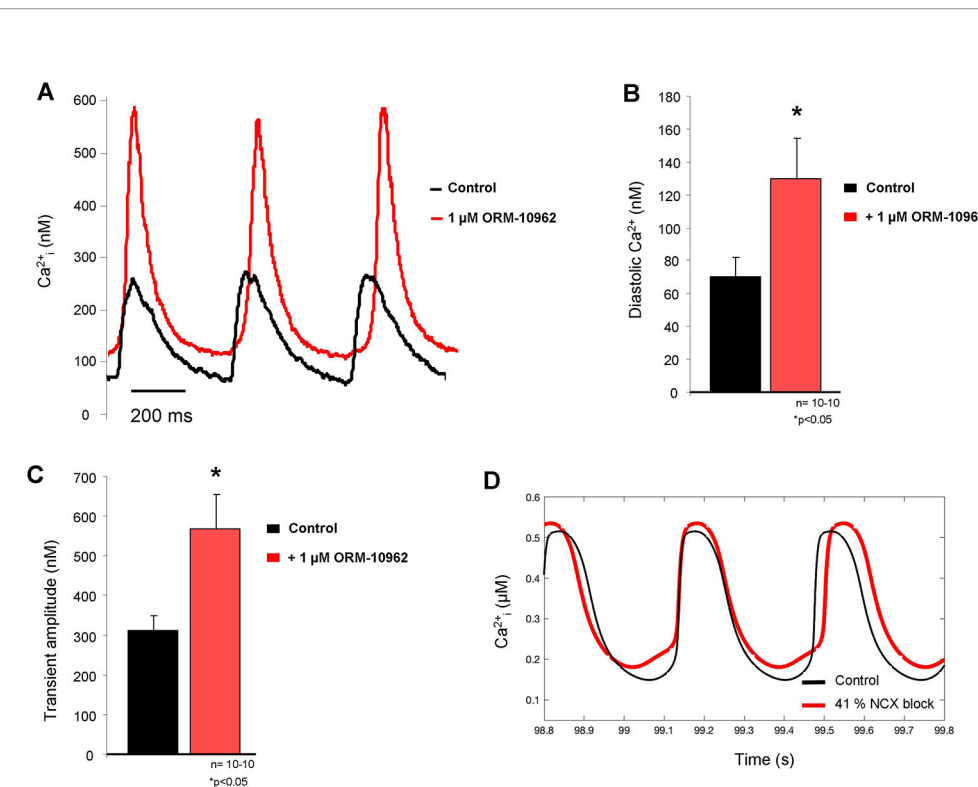 A
600
500
400
300
200
100
0
Ca²⁺ᵢ (nM)
200 ms
Control
1 µM ORM-10962
B
180
160
140
120
100
80
60
40
20
0
Diastolic Ca²⁺ (nM)
*
Control
+ 1 µM ORM-1096
n= 10-10
*p<0.05
C
700
600
500
400
300
200
100
0
Transient amplitude (nM)
*
Control
+ 1 µM ORM-10962
n= 10-10
*p<0.05
D
0.6
0.5
0.4
0.3
0.2
0.1
Ca²⁺ᵢ (µM)
Control
41 % NCX block
98.8 98.9 99 99.1 99.2 99.3 99.4 99.5 99.6 99.7 99.8
Time (s)